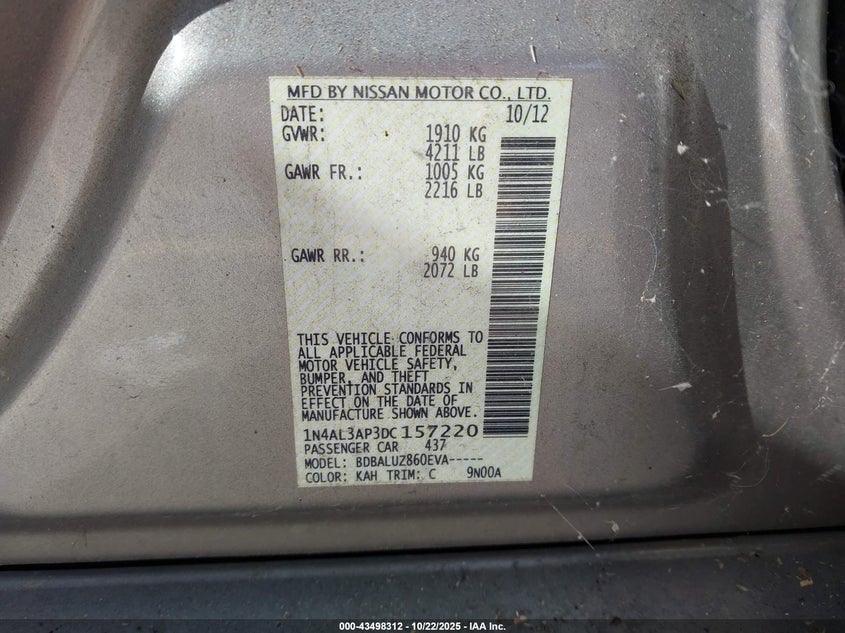 MFD BY NISSAN MOTOR CO., LTD.
DATE: 10/12
GVWR: 1910 KG
4211 LB
GAWR FR.: 1005 KG
2216 LB
GAWR RR.: 940 KG
2072 LB
THIS VEHICLE CONFORMS TO
ALL APPLICABLE FEDERAL
MOTOR VEHICLE SAFETY,
BUMPER, AND THEFT
PREVENTION STANDARDS IN
EFFECT ON THE DATE OF
MANUFACTURE SHOWN ABOVE.
1N4AL3AP3DC157220
PASSENGER CAR 437
MODEL: BDBALUZ860EVA-----
COLOR: KAH TRIM: C 9N00A
000-43498312 - 10/22/2025 - IAA Inc.